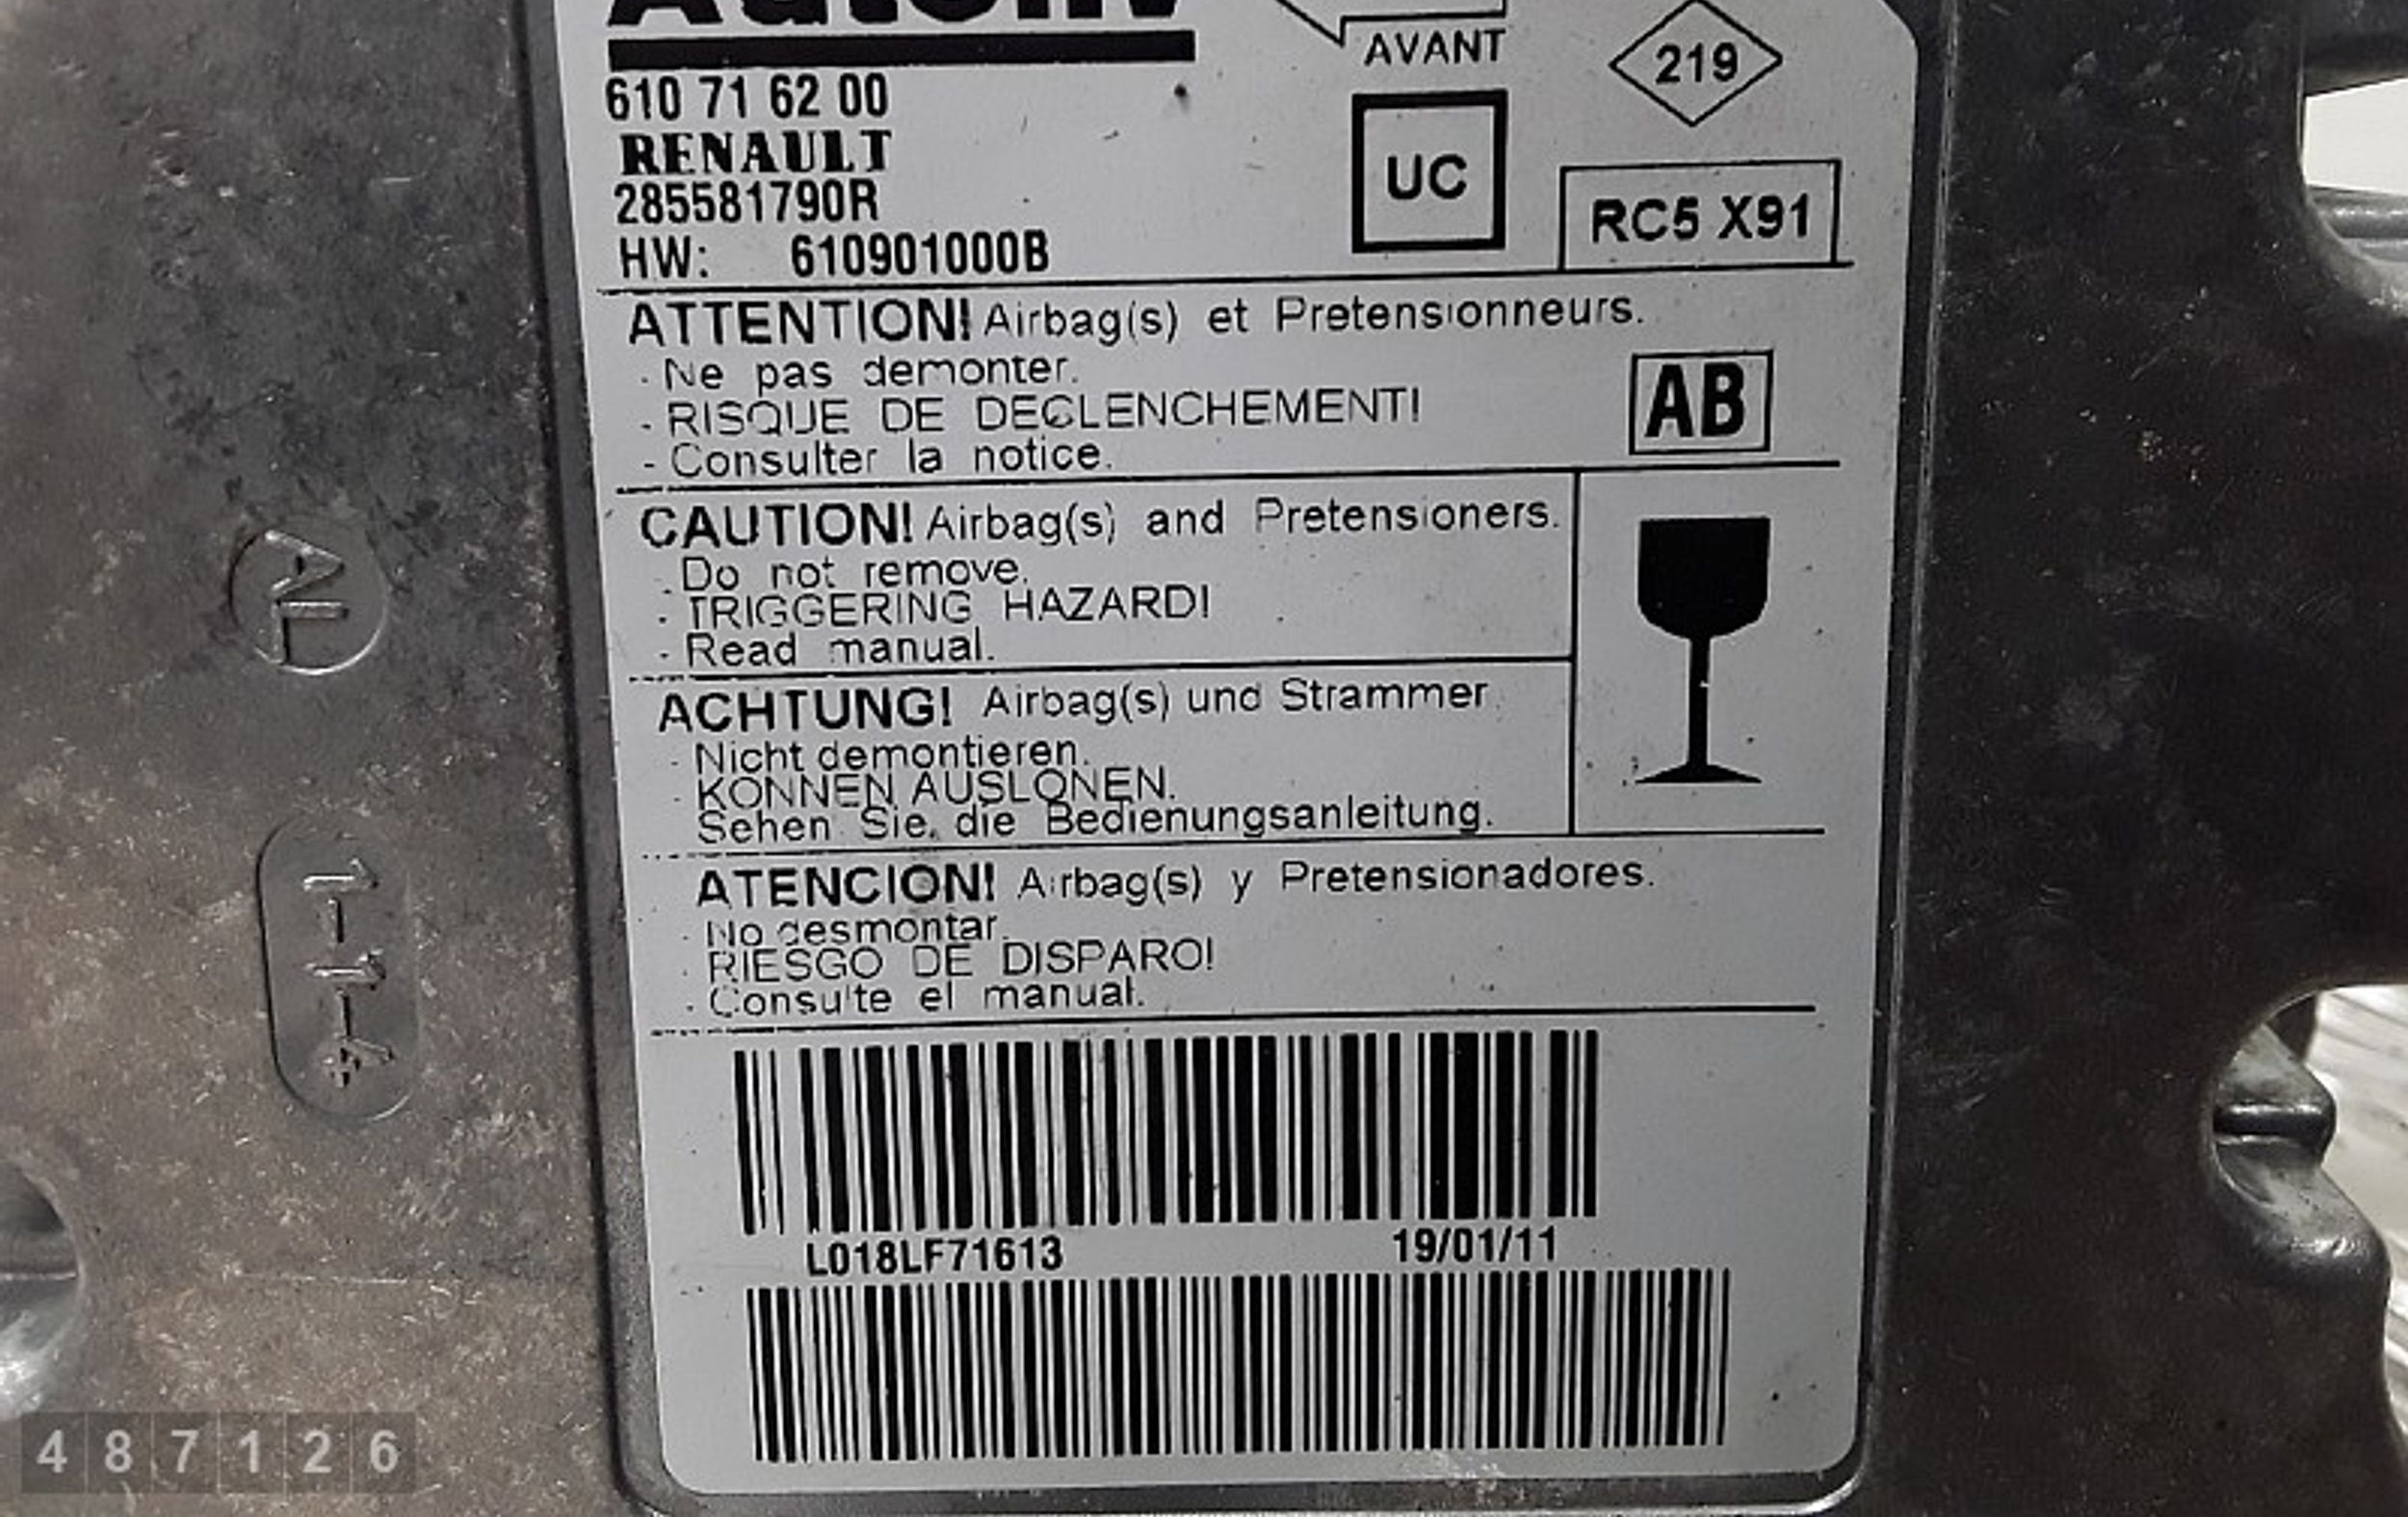 Autoliv
AVANT
219
610 71 62 00
RENAULT
285581790R
UC
RC5 X91
HW: 610901000B
ATTENTION! Airbag(s) et Pretensionneurs.
- Ne pas demonter.
- RISQUE DE DECLENCHEMENT!
- Consulter la notice.
AB
CAUTION! Airbag(s) and Pretensioners.
- Do not remove.
- TRIGGERING HAZARD!
- Read manual.
ACHTUNG! Airbag(s) und Strammer.
- Nicht demontieren.
- KONNEN AUSLONEN.
Sehen Sie, die Bedienungsanleitung.
ATENCION! Airbag(s) y Pretensionadores.
- No desmontar.
- RIESGO DE DISPARO!
- Consulte el manual.
L018LF71613 19/01/11
AL
487126